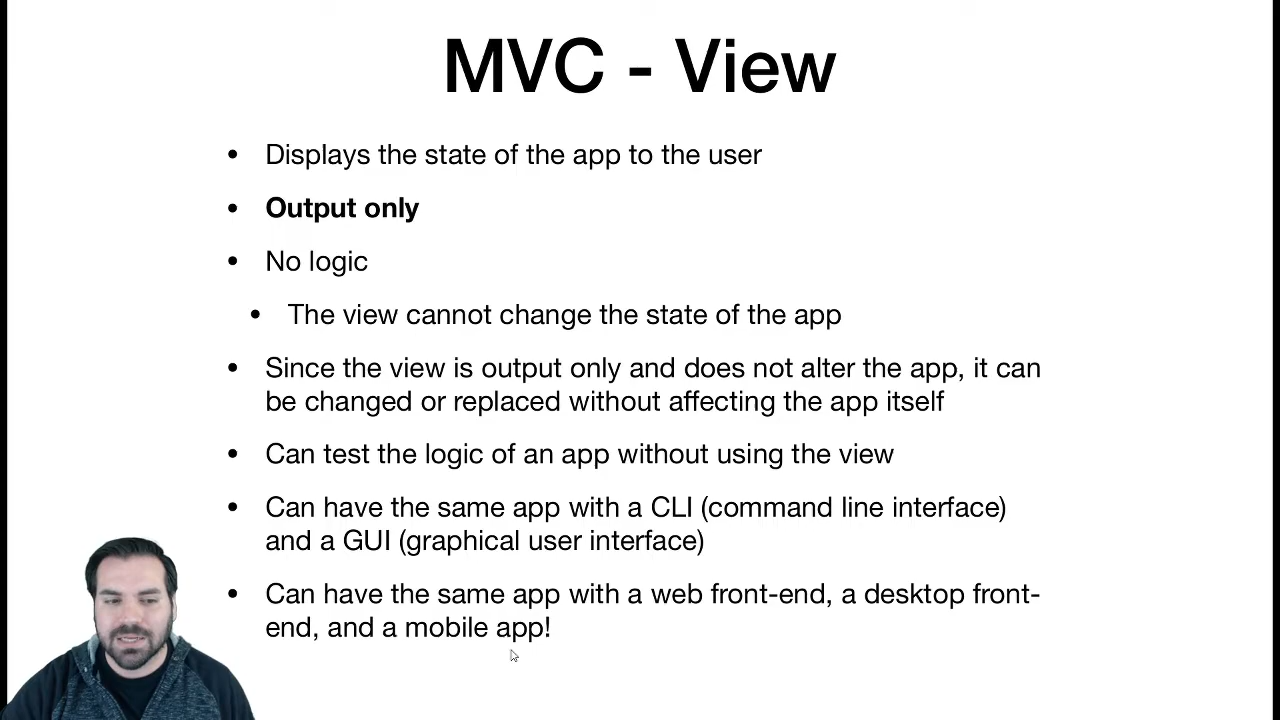 MVC - View
• Displays the state of the app to the user
• Output only
• No logic
• The view cannot change the state of the app
• Since the view is output only and does not alter the app, it can
be changed or replaced without affecting the app itself
• Can test the logic of an app without using the view
• Can have the same app with a CLI (command line interface)
and a GUI (graphical user interface)
• Can have the same app with a web front-end, a desktop front-
end, and a mobile app!